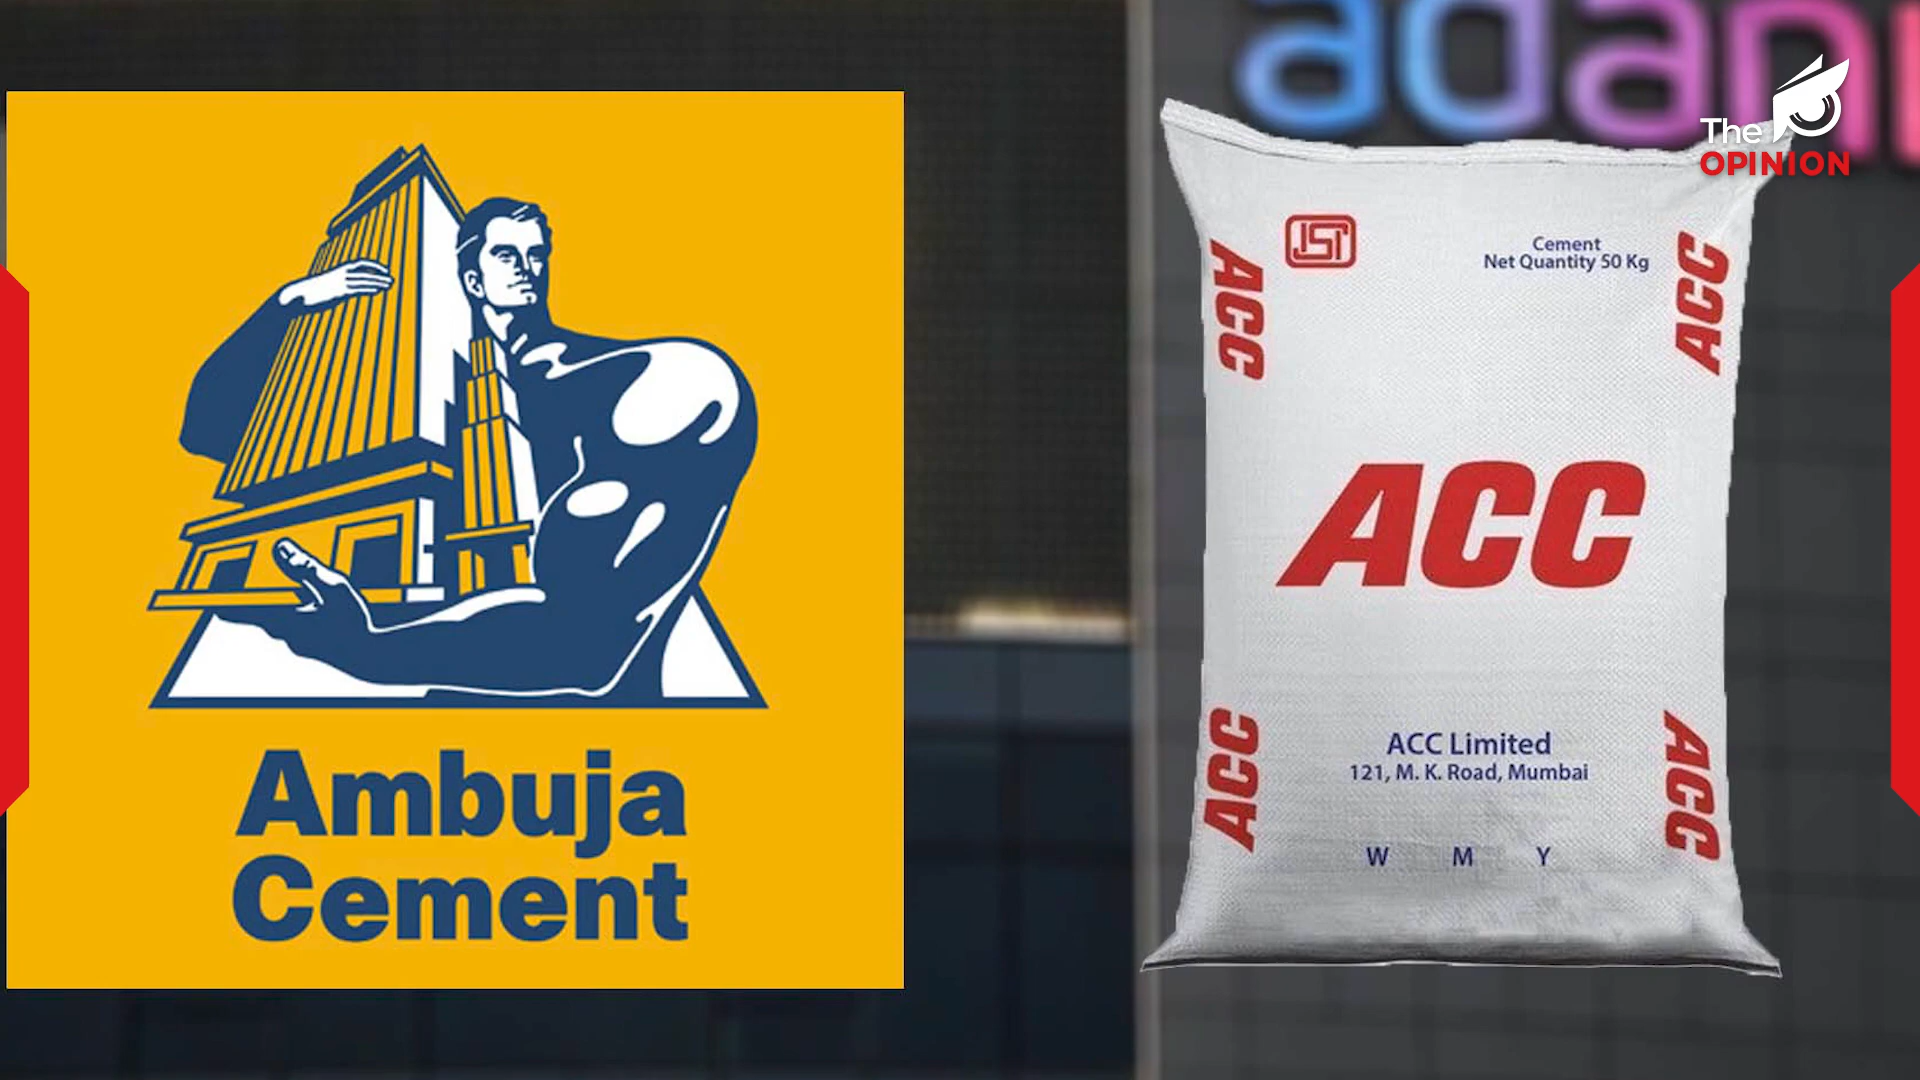 adani
The
OPINION
Ambuja
Cement
ISI
Cement
Net Quantity 50 Kg
ACC
ACC
ACC
ACC Limited
121, M. K. Road, Mumbai
ACC
ACC
W M Y